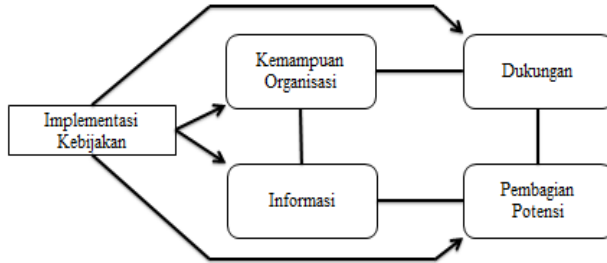 Kemampuan
Organisasi
Dukungan
Implementasi
Kebijakan
Informasi
Pembagian
Potensi